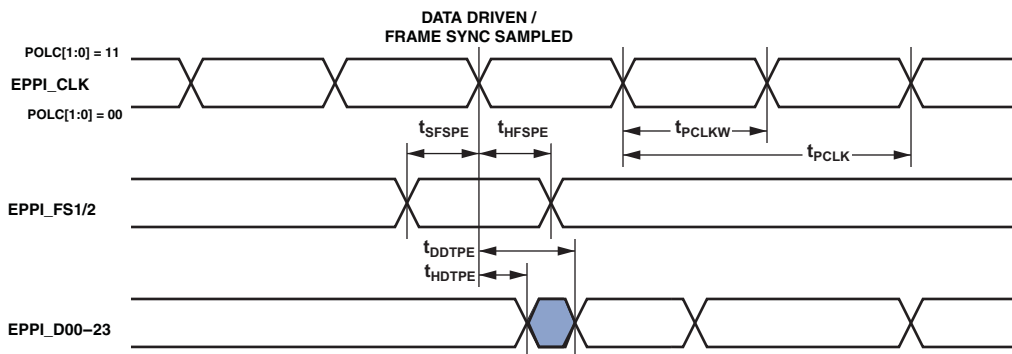 DATA DRIVEN /
FRAME SYNC SAMPLED
POLC[1:0] = 11
EPPI_CLK
POLC[1:0] = 00
tSFSPE
tHFSPE
tPCLKW
tPCLK
EPPI_FS1/2
tDDTPE
tHDTPE
EPPI_D00–23